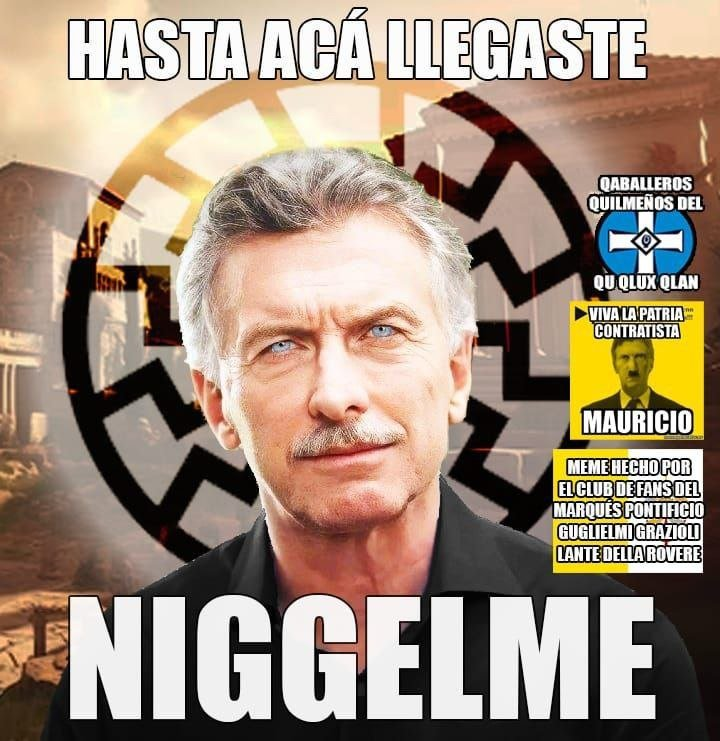 HASTA ACÁ LLEGASTE
QABALLEROS
QUILMEÑOS DEL
QU QLUX QLAN
VIVA LA PATRIA
CONTRATISTA
MAURICIO
MEME HECHO POR
EL CLUB DE FANS DEL
MARQUÉS PONTIFICIO
GUGLIELMI GRAZIOLI
LANTE DELLA ROVERE
NIGGELME